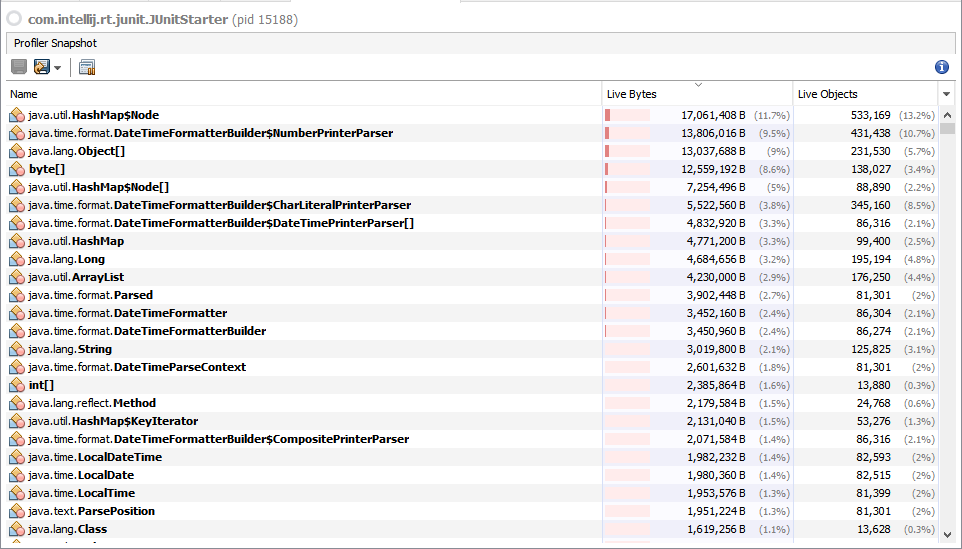 com.intellij.rt.junit.JUnitStarter (pid 15188)
Profiler Snapshot
Name Live Bytes Live Objects
java.util.HashMap$Node 17,061,408 B (11.7%) 533,169 (13.2%)
java.time.format.DateTimeFormatterBuilder$NumberPrinterParser 13,806,016 B (9.5%) 431,438 (10.7%)
java.lang.Object[] 13,037,688 B (9%) 231,530 (5.7%)
byte[] 12,559,192 B (8.6%) 138,027 (3.4%)
java.util.HashMap$Node[] 7,254,496 B (5%) 88,890 (2.2%)
java.time.format.DateTimeFormatterBuilder$CharLiteralPrinterParser 5,522,560 B (3.8%) 345,160 (8.5%)
java.time.format.DateTimeFormatterBuilder$DateTimePrinterParser[] 4,832,920 B (3.3%) 86,316 (2.1%)
java.util.HashMap 4,771,200 B (3.3%) 99,400 (2.5%)
java.lang.Long 4,684,656 B (3.2%) 195,194 (4.8%)
java.util.ArrayList 4,230,000 B (2.9%) 176,250 (4.4%)
java.time.format.Parsed 3,902,448 B (2.7%) 81,301 (2%)
java.time.format.DateTimeFormatter 3,452,160 B (2.4%) 86,304 (2.1%)
java.time.format.DateTimeFormatterBuilder 3,450,960 B (2.4%) 86,274 (2.1%)
java.lang.String 3,019,800 B (2.1%) 125,825 (3.1%)
java.time.format.DateTimeParseContext 2,601,632 B (1.8%) 81,301 (2%)
int[] 2,385,864 B (1.6%) 13,880 (0.3%)
java.lang.reflect.Method 2,179,584 B (1.5%) 24,768 (0.6%)
java.util.HashMap$KeyIterator 2,131,040 B (1.5%) 53,276 (1.3%)
java.time.format.DateTimeFormatterBuilder$CompositePrinterParser 2,071,584 B (1.4%) 86,316 (2.1%)
java.time.LocalDateTime 1,982,232 B (1.4%) 82,593 (2%)
java.time.LocalDate 1,980,360 B (1.4%) 82,515 (2%)
java.time.LocalTime 1,953,576 B (1.3%) 81,399 (2%)
java.text.ParsePosition 1,951,224 B (1.3%) 81,301 (2%)
java.lang.Class 1,619,256 B (1.1%) 13,628 (0.3%)